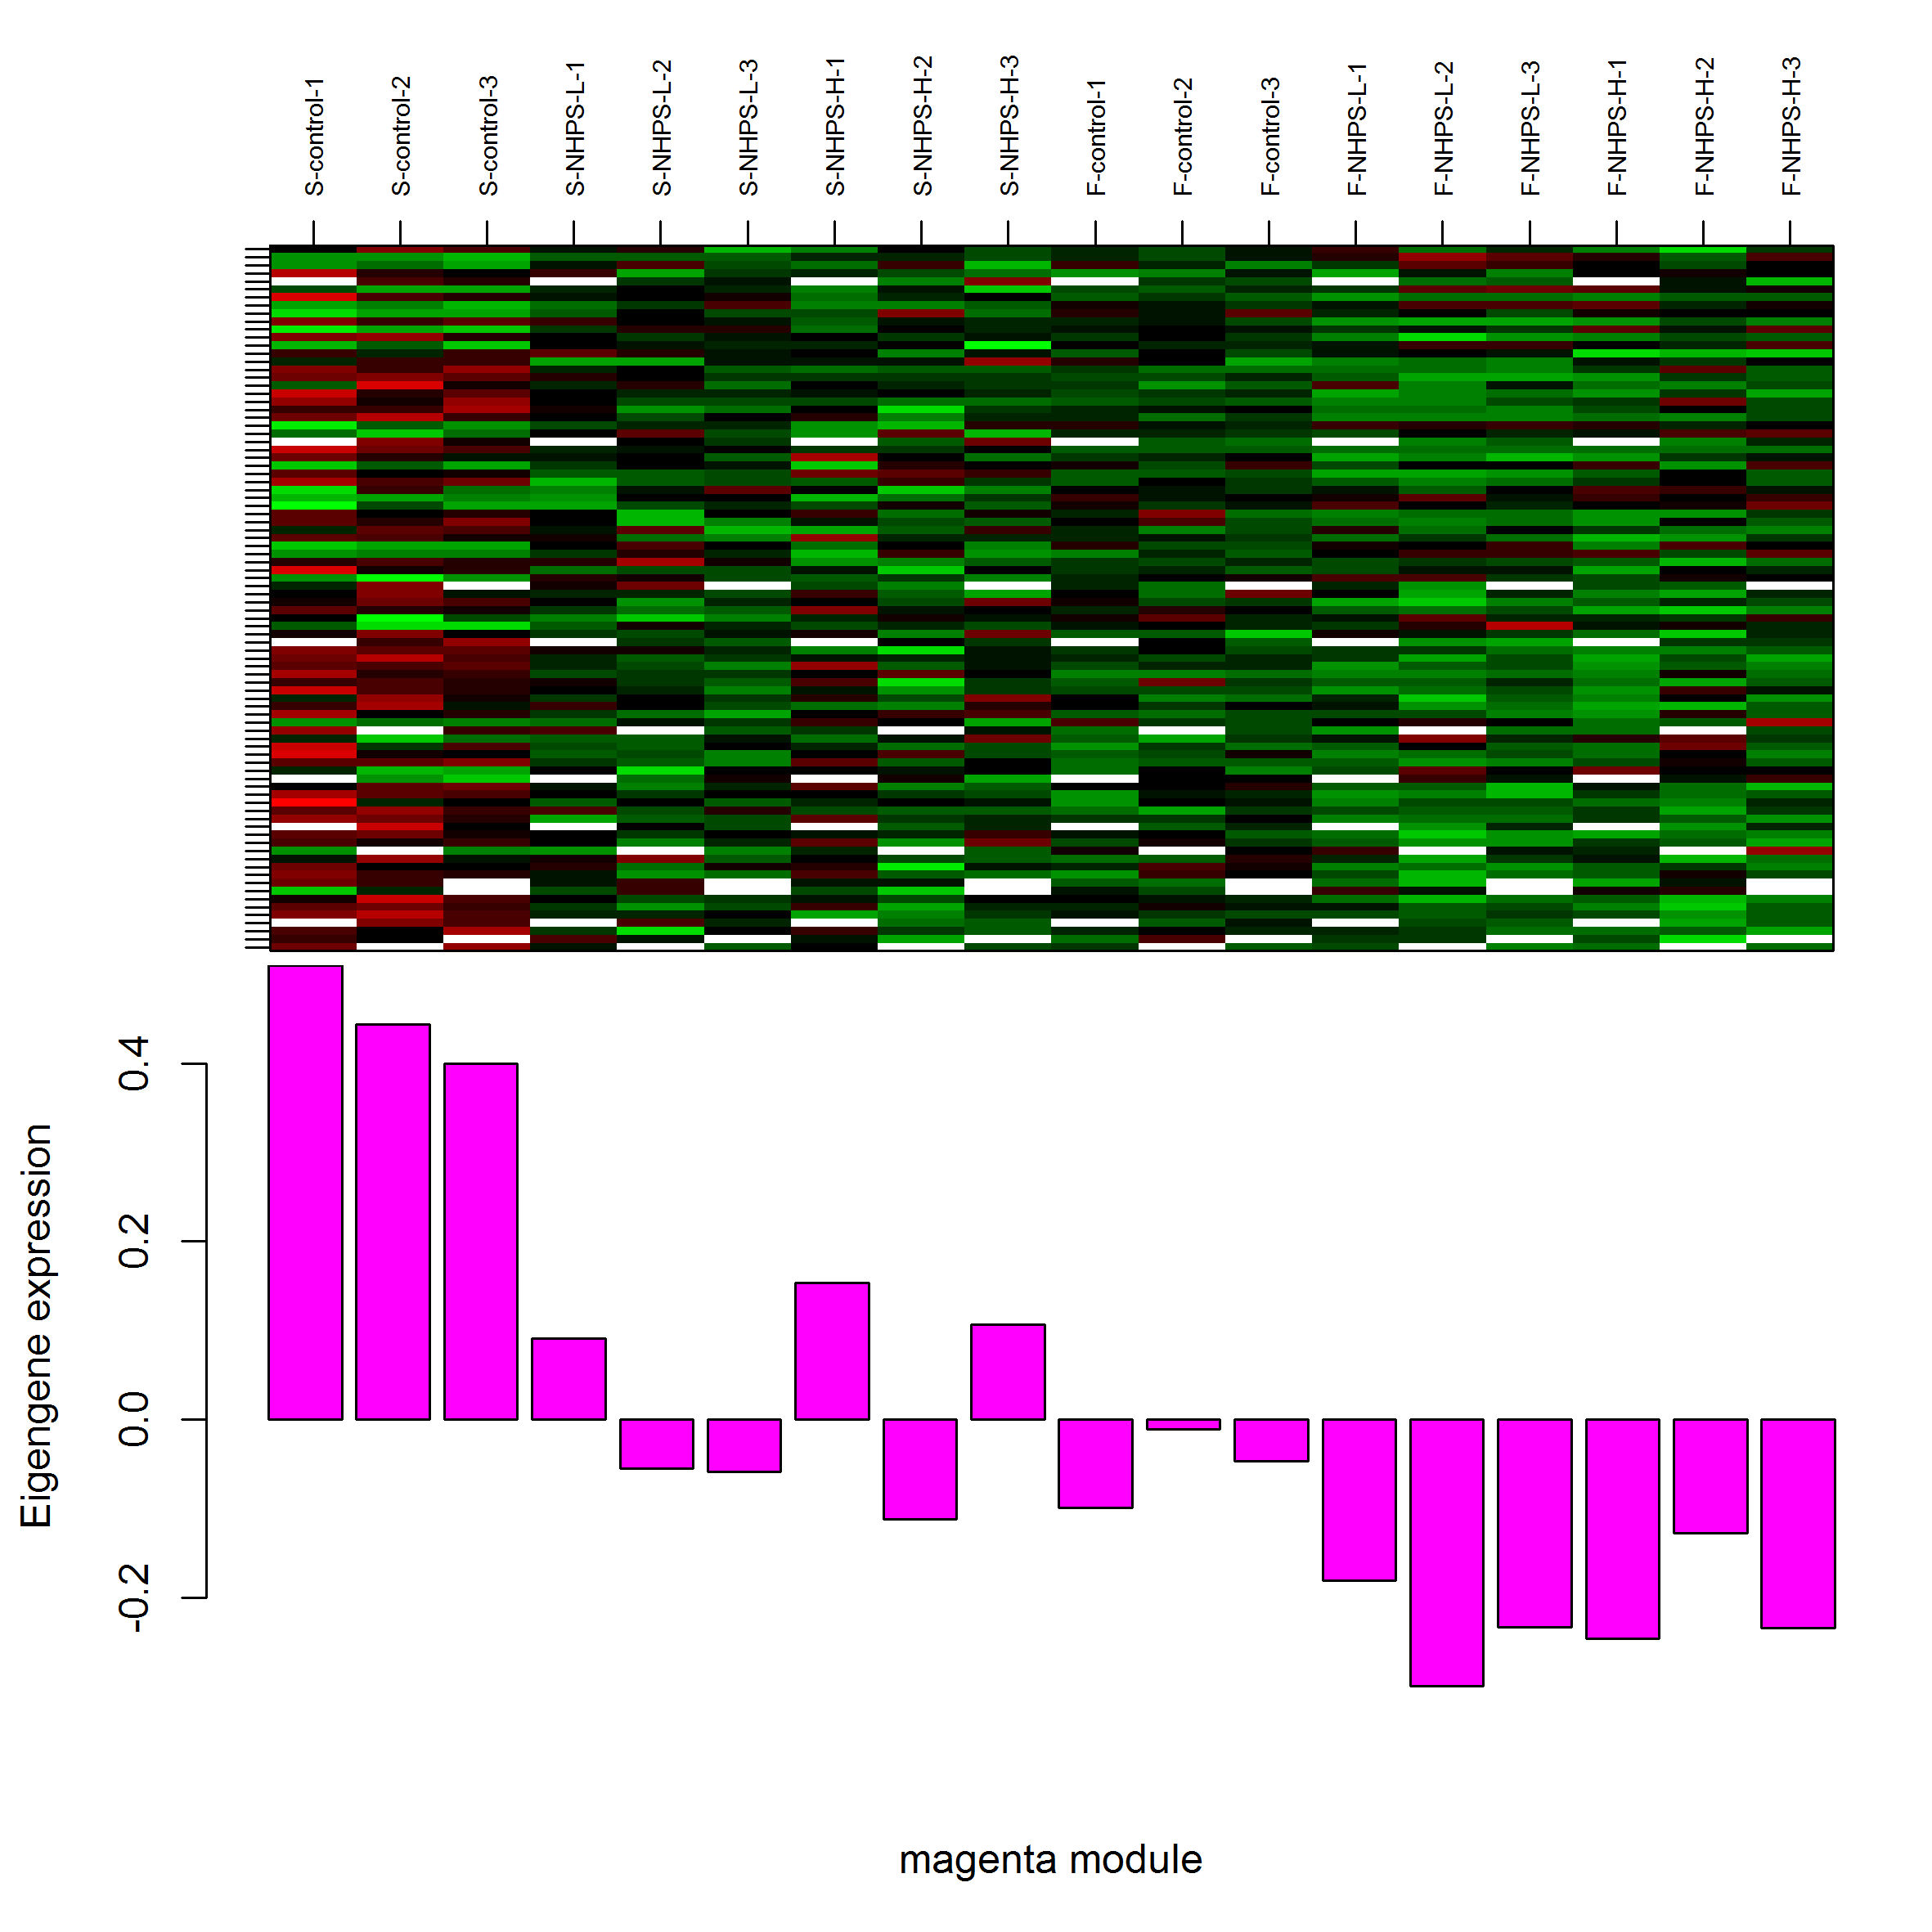 S-control-1
S-control-2
S-control-3
S-NHPS-L-1
S-NHPS-L-2
S-NHPS-L-3
S-NHPS-H-1
S-NHPS-H-2
S-NHPS-H-3
F-control-1
F-control-2
F-control-3
F-NHPS-L-1
F-NHPS-L-2
F-NHPS-L-3
F-NHPS-H-1
F-NHPS-H-2
F-NHPS-H-3
0.4
0.2
0.0
-0.2
Eigengene expression
magenta module